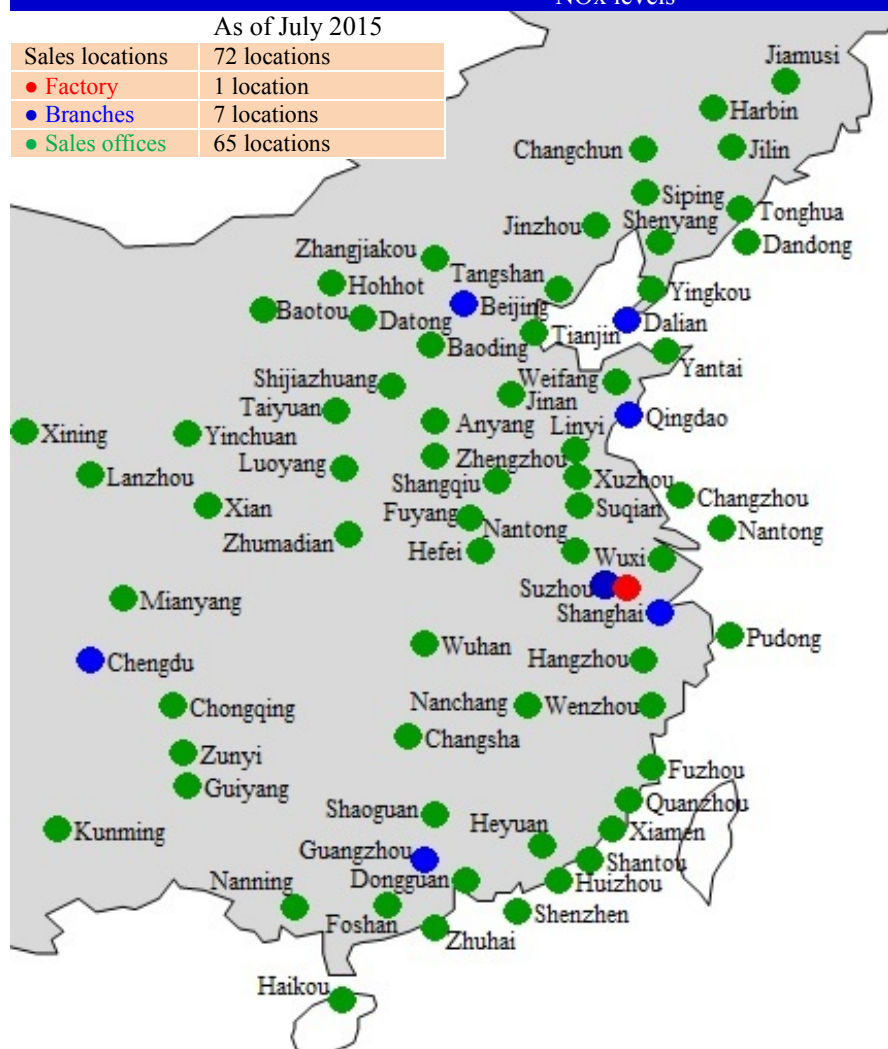 NOx levels
As of July 2015
Sales locations 72 locations
● Factory 1 location
● Branches 7 locations
● Sales offices 65 locations
Jiamusi
Harbin
Changchun
Jilin
Siping
Tonghua
Jinzhou
Shenyang
Dandong
Zhangjiakou
Tangshan
Hohhot
Yingkou
Baotou
Beijing
Datong
Dalian
Tianjin
Baoding
Yantai
Shijiazhuang
Weifang
Jinan
Taiyuan
Qingdao
Anyang
Linyi
Xining
Yinchuan
Zhengzhou
Luoyang
Lanzhou
Xuzhou
Shangqiu
Changzhou
Xian
Suqian
Fuyang
Nantong
Nantong
Zhumadian
Hefei
Wuxi
Suzhou
Mianyang
Shanghai
Pudong
Wuhan
Hangzhou
Chengdu
Nanchang
Wenzhou
Chongqing
Changsha
Zunyi
Fuzhou
Guiyang
Quanzhou
Shaoguan
Heyuan
Xiamen
Kunming
Guangzhou
Shantou
Nanning
Dongguan
Huizhou
Shenzhen
Foshan
Zhuhai
Haikou